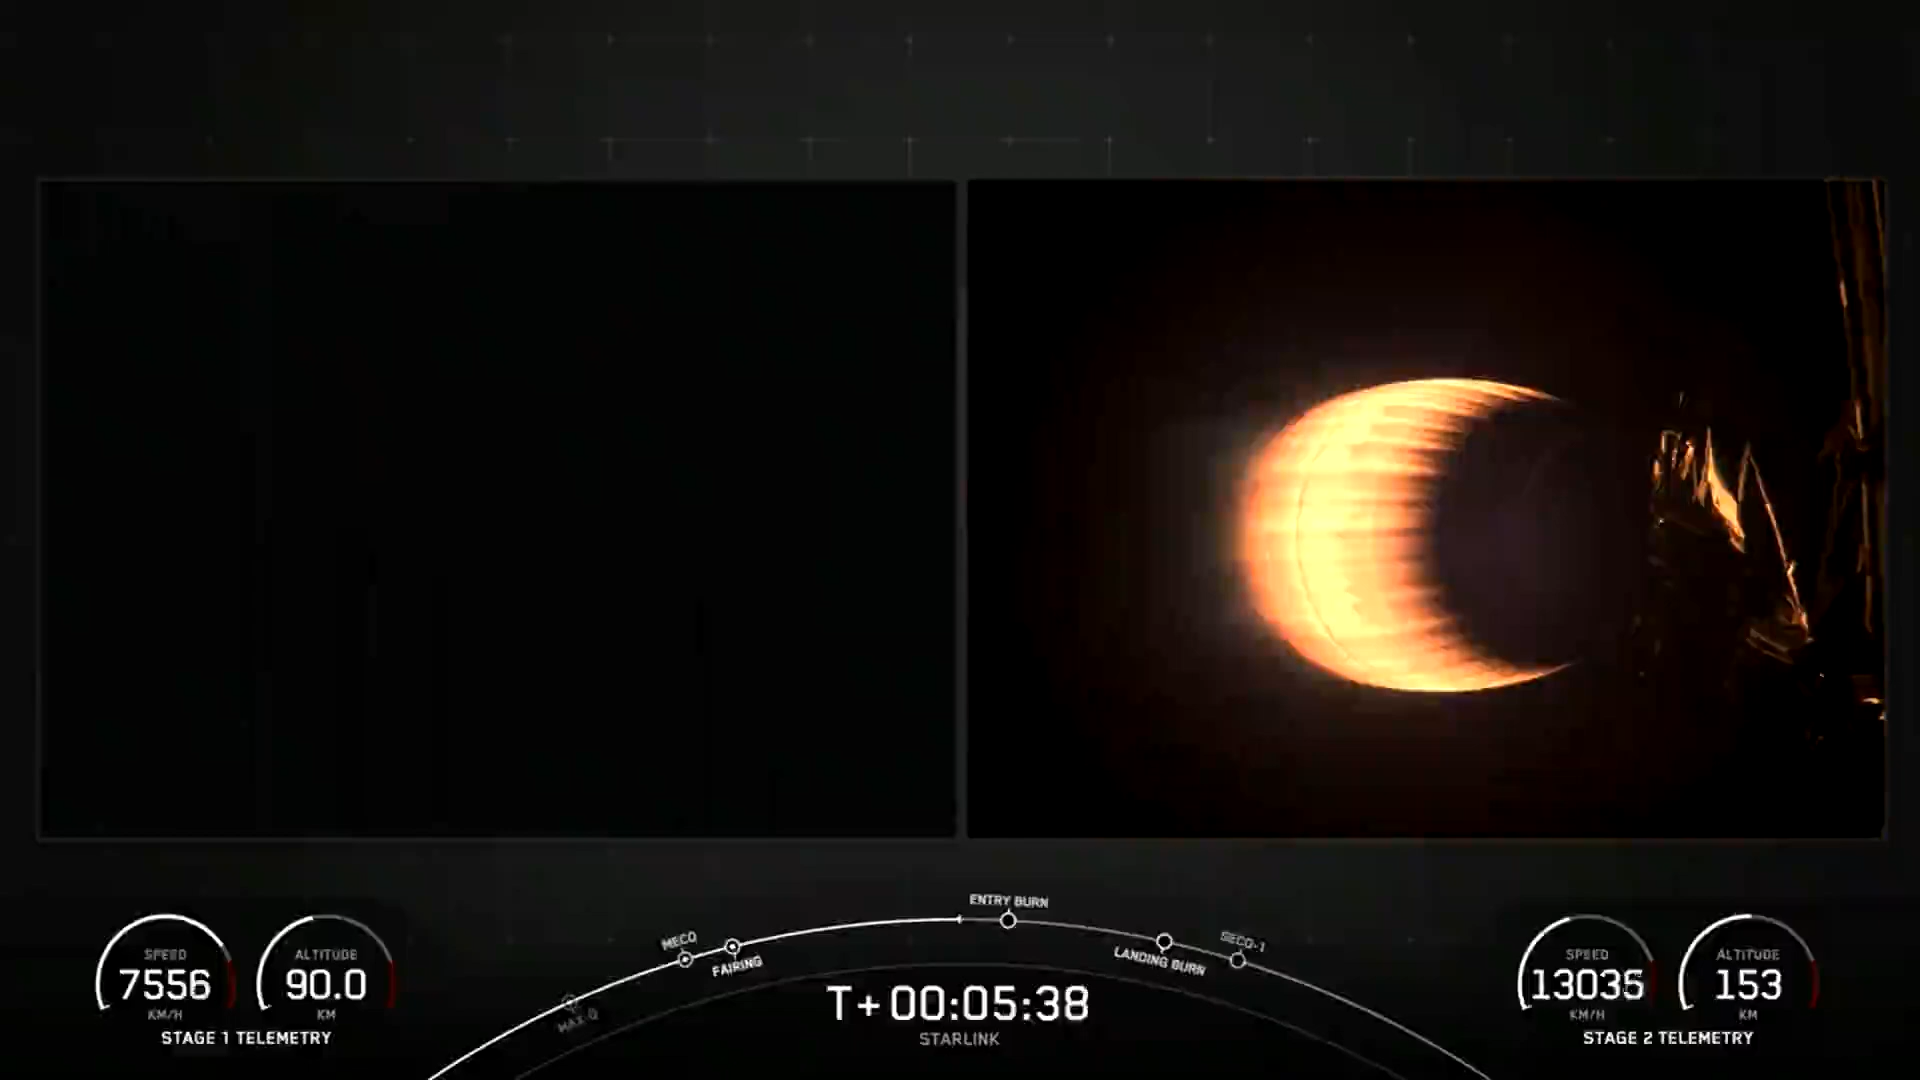 ENTRY BURN
MECO
SECO-1
FAIRING
LANDING BURN
MAX Q
SPEED
7556
KM/H
ALTITUDE
90.0
KM
STAGE 1 TELEMETRY
T+00:05:38
STARLINK
SPEED
13035
KM/H
ALTITUDE
153
KM
STAGE 2 TELEMETRY